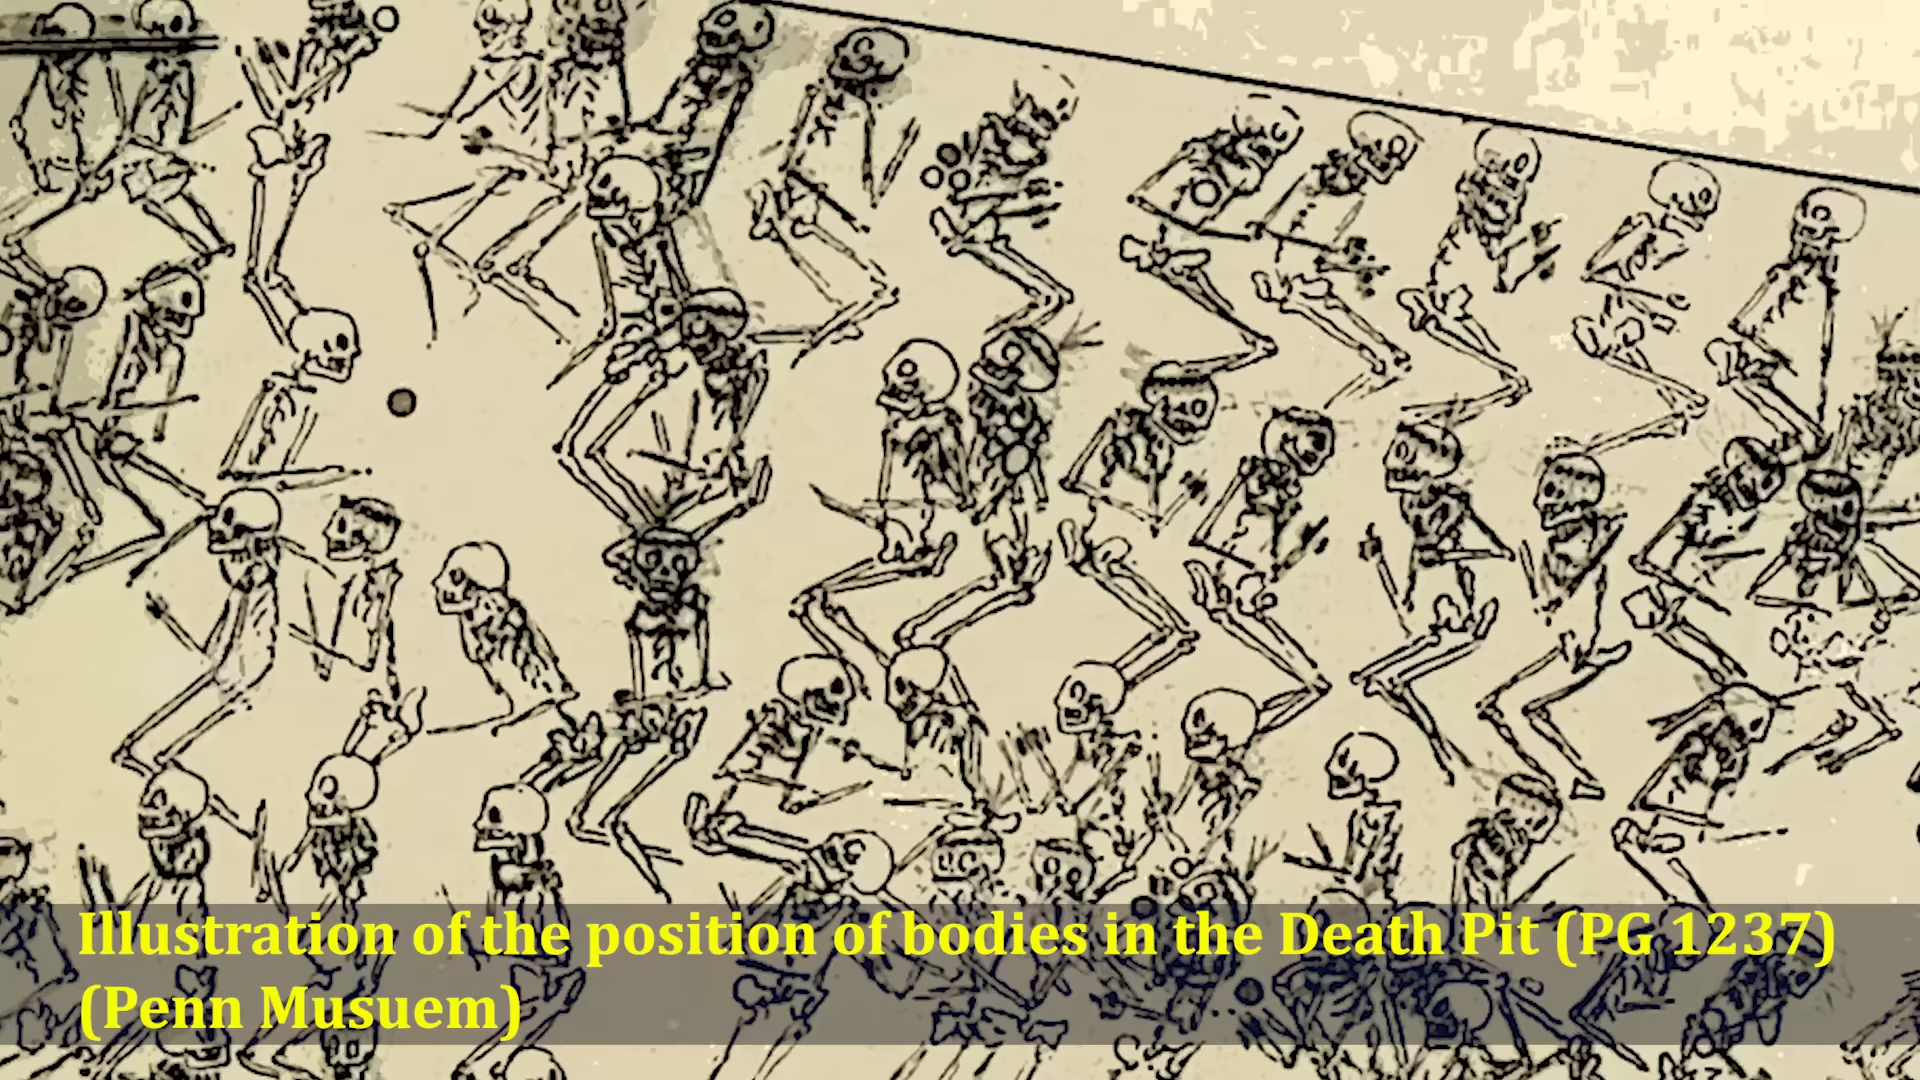 Illustration of the position of bodies in the Death Pit (PG 1237)
(Penn Musuem)